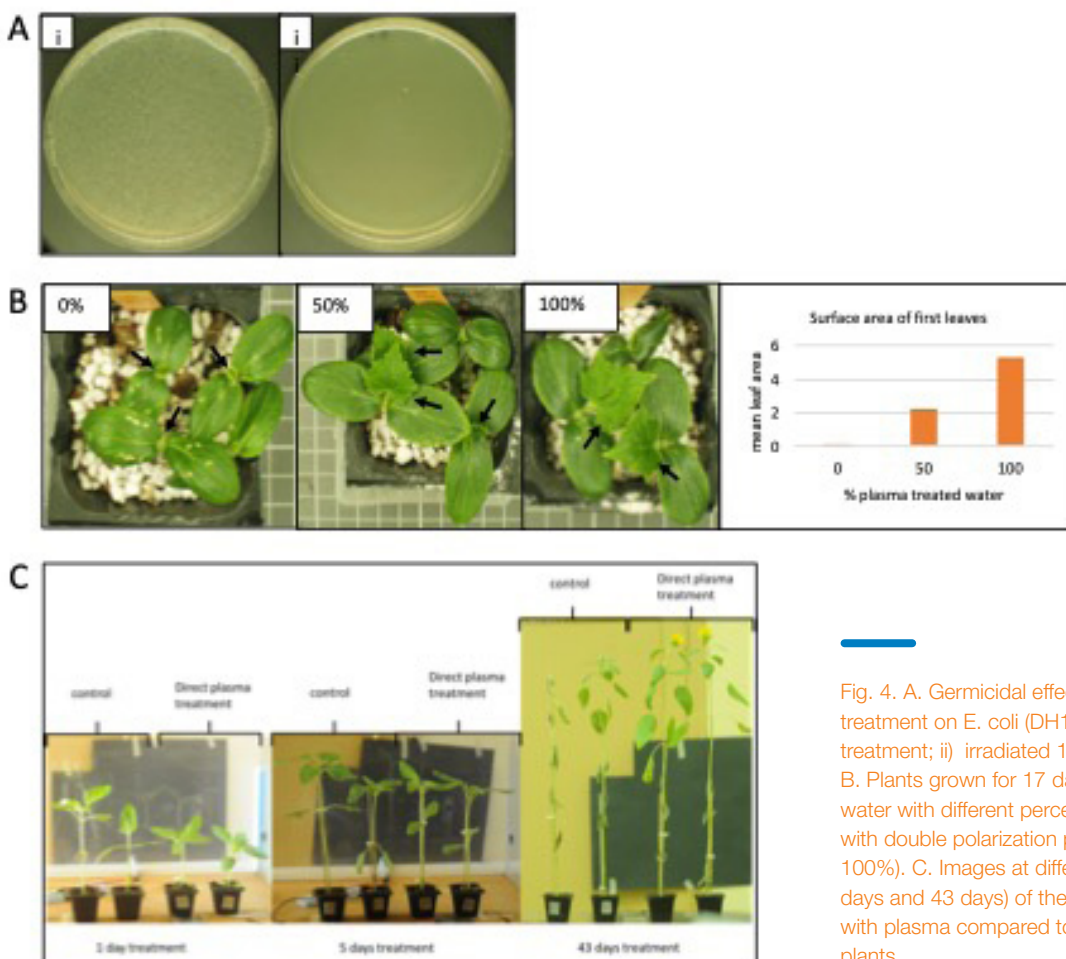 A
ii
i
B
0%
50%
100%
Surface area of first leaves
mean leaf area
6
4
2
0
0 50 100
% plasma treated water
C
control
Direct plasma
treatment
control
Direct plasma
treatment
control
Direct plasma
treatment
1 day treatment
5 days treatment
43 days treatment
Fig. 4. A. Germicidal effe
treatment on E. coli (DH1
treatment; ii) irradiated 1
B. Plants grown for 17 da
water with different perce
with double polarization p
100%). C. Images at diffe
days and 43 days) of the
with plasma compared to
plants